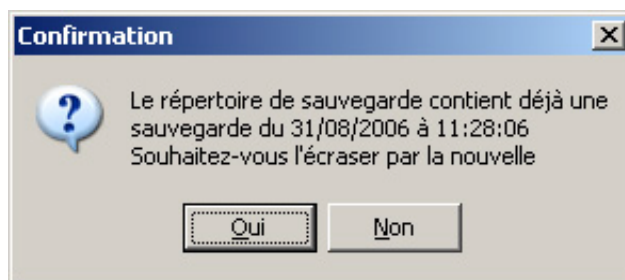 Confirmation
Le répertoire de sauvegarde contient déjà une
sauvegarde du 31/08/2006 à 11:28:06
Souhaitez-vous l'écraser par la nouvelle
Oui
Non